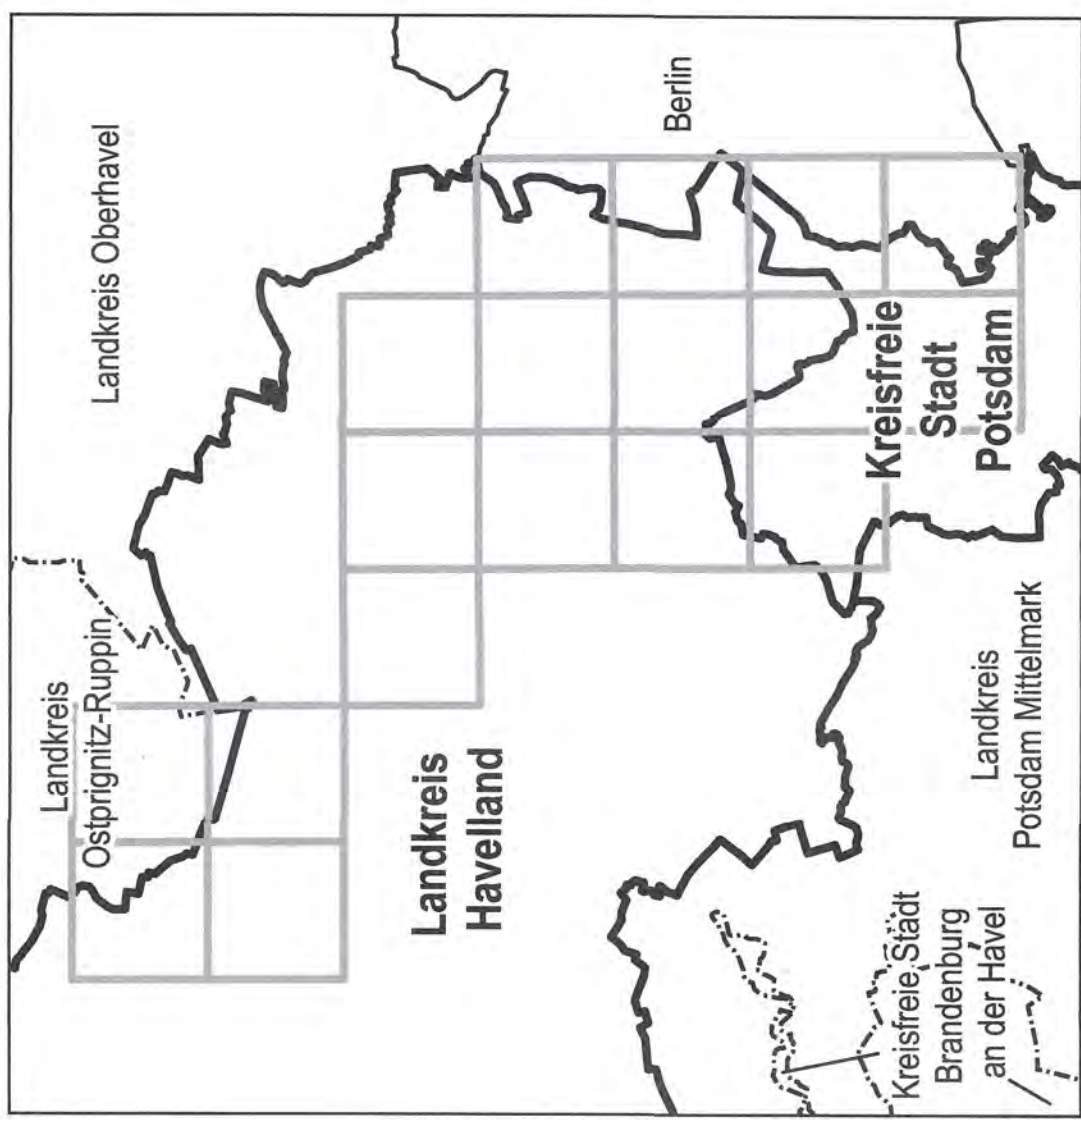 Landkreis
Ostprignitz-Ruppin
Landkreis Oberhavel
Landkreis
Havelland
Berlin
Kreisfreie
Stadt
Potsdam
Landkreis
Potsdam Mittelmark
Kreisfreie Stadt
Brandenburg
an der Havel